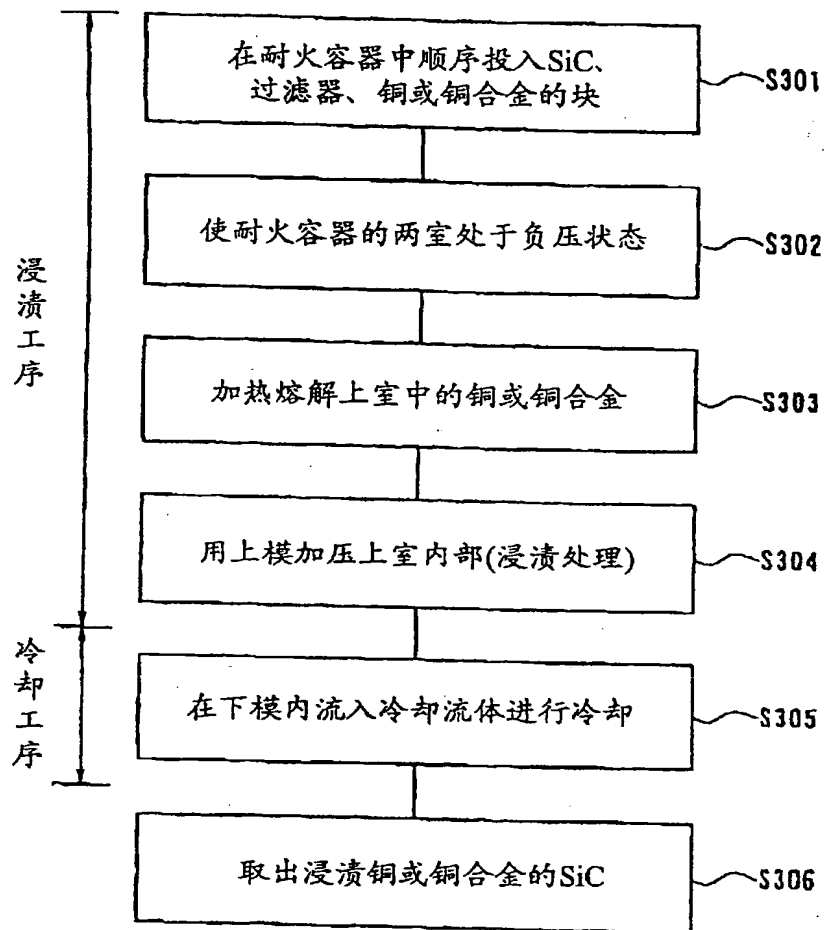 在耐火容器中顺序投入SiC、
过滤器、铜或铜合金的块
S301
使耐火容器的两室处于负压状态
S302
浸渍工序
加热熔解上室中的铜或铜合金
S303
用上模加压上室内部(浸渍处理)
S304
冷却工序
在下模内流入冷却流体进行冷却
S305
取出浸渍铜或铜合金的SiC
S306